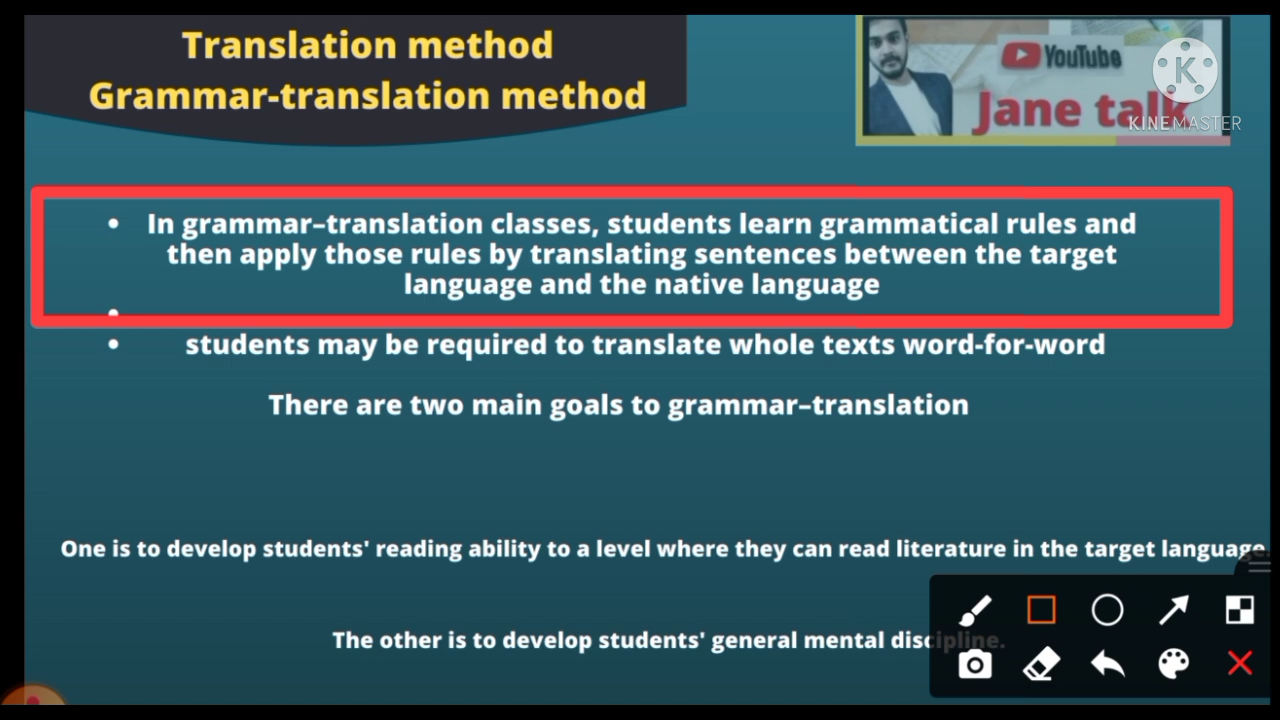 Translation method
Grammar-translation method
YouTube
Jane talk
K
KINEMASTER
• In grammar–translation classes, students learn grammatical rules and
then apply those rules by translating sentences between the target
language and the native language
•
• students may be required to translate whole texts word-for-word
There are two main goals to grammar–translation
One is to develop students' reading ability to a level where they can read literature in the target language.
The other is to develop students' general mental discipline.